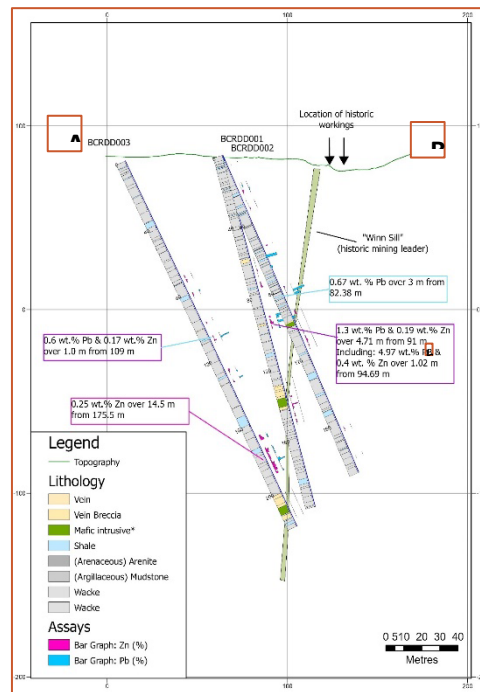 0
100
200
100
100
A
BCRDD003
BCRDD001
BCRDD002
Location of historic
workings
"Winn Sill"
(historic mining leader)
0.67 wt. % Pb over 3 m from
82.38 m
0
0
0.6 wt.% Pb & 0.17 wt.% Zn
over 1.0 m from 109 m
1.3 wt.% Pb & 0.19 wt.% Zn
over 4.71 m from 91 m
Including: 4.97 wt.% Pb &
0.4 wt.% Zn over 1.02 m
from 94.69 m
0.25 wt.% Zn over 14.5 m
from 175.5 m
Legend
Topography
Lithology
Vein
Vein Breccia
Mafic intrusive*
Shale
(Arenaceous) Arenite
(Argillaceous) Mudstone
Wacke
Wacke
Assays
Bar Graph: Zn (%)
Bar Graph: Pb (%)
-100
-100
0 510 20 30 40
Metres
-200
0
100
200